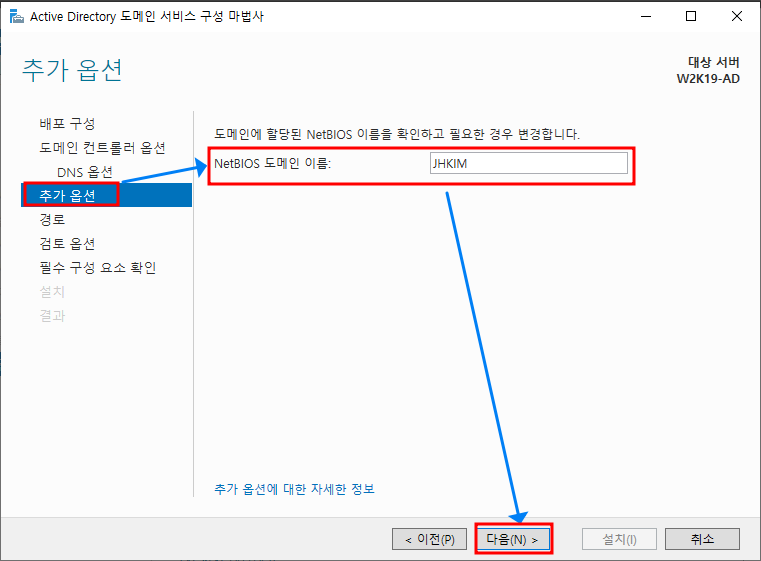 Active Directory 도메인 서비스 구성 마법사
추가 옵션
대상 서버
W2K19-AD
배포 구성
도메인 컨트롤러 옵션
DNS 옵션
추가 옵션
경로
검토 옵션
필수 구성 요소 확인
설치
결과
도메인에 할당된 NetBIOS 이름을 확인하고 필요한 경우 변경합니다.
NetBIOS 도메인 이름: JHKIM
추가 옵션에 대한 자세한 정보
< 이전(P) 다음(N) > 설치(I) 취소